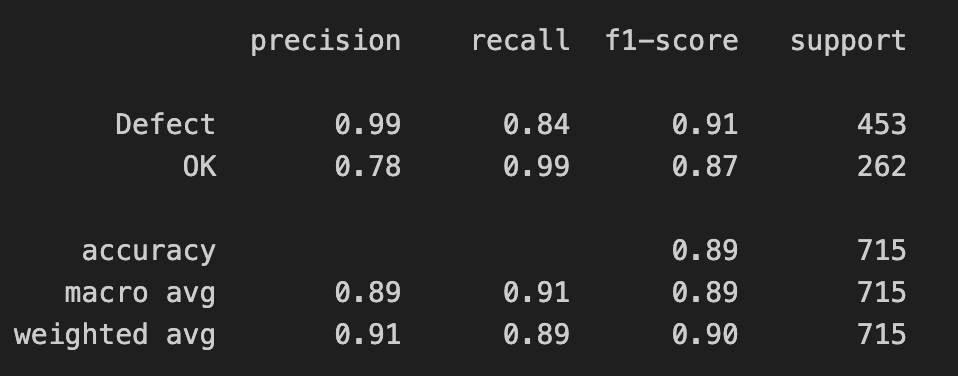 precision recall f1-score support
Defect 0.99 0.84 0.91 453
OK 0.78 0.99 0.87 262
accuracy 0.89 715
macro avg 0.89 0.91 0.89 715
weighted avg 0.91 0.89 0.90 715